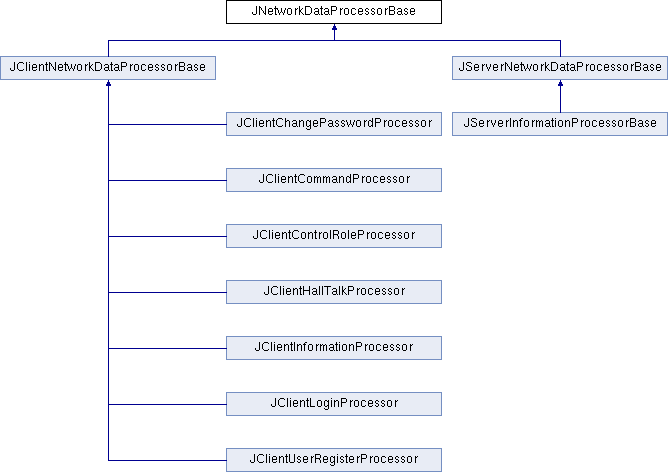 JNetworkDataProcessorBase
JClientNetworkDataProcessorBase
JServerNetworkDataProcessorBase
JClientChangePasswordProcessor
JServerInformationProcessorBase
JClientCommandProcessor
JClientControlRoleProcessor
JClientHallTalkProcessor
JClientInformationProcessor
JClientLoginProcessor
JClientUserRegisterProcessor